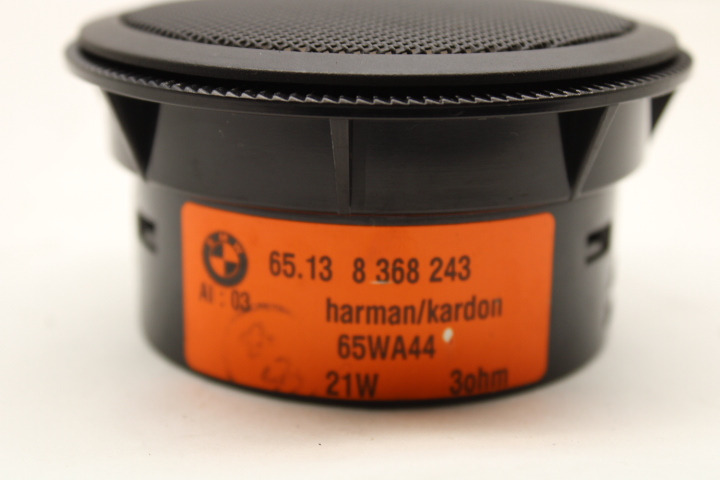 65.13 8 368 243
AI : 03
harman/kardon
65WA44
21W 3ohm